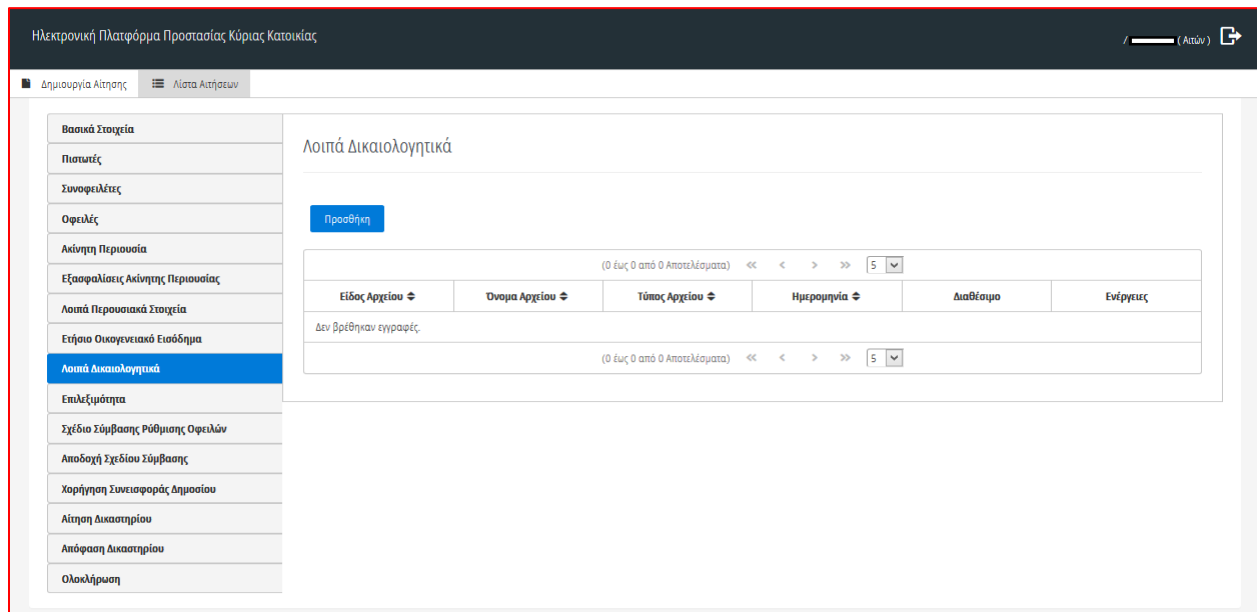 Ηλεκτρονική Πλατφόρμα Προστασίας Κύριας Κατοικίας
/ ( Αιτών )
Δημιουργία Αίτησης Λίστα Αιτήσεων
Βασικά Στοιχεία
Πιστωτές
Συνοφειλέτες
Οφειλές
Ακίνητη Περιουσία
Εξασφαλίσεις Ακίνητης Περιουσίας
Λοιπά Περουσιακά Στοιχεία
Ετήσιο Οικογενειακό Εισόδημα
Λοιπά Δικαιολογητικά
Επιλεξιμότητα
Σχέδιο Σύμβασης Ρύθμισης Οφειλών
Αποδοχή Σχεδίου Σύμβασης
Χορήγηση Συνεισφοράς Δημοσίου
Αίτηση Δικαστηρίου
Απόφαση Δικαστηρίου
Ολοκλήρωση
Λοιπά Δικαιολογητικά
Προσθήκη
(0 έως 0 από 0 Αποτελέσματα) 5
Είδος Αρχείου Όνομα Αρχείου Τύπος Αρχείου Ημερομηνία Διαθέσιμο Ενέργειες
Δεν βρέθηκαν εγγραφές.
(0 έως 0 από 0 Αποτελέσματα) 5